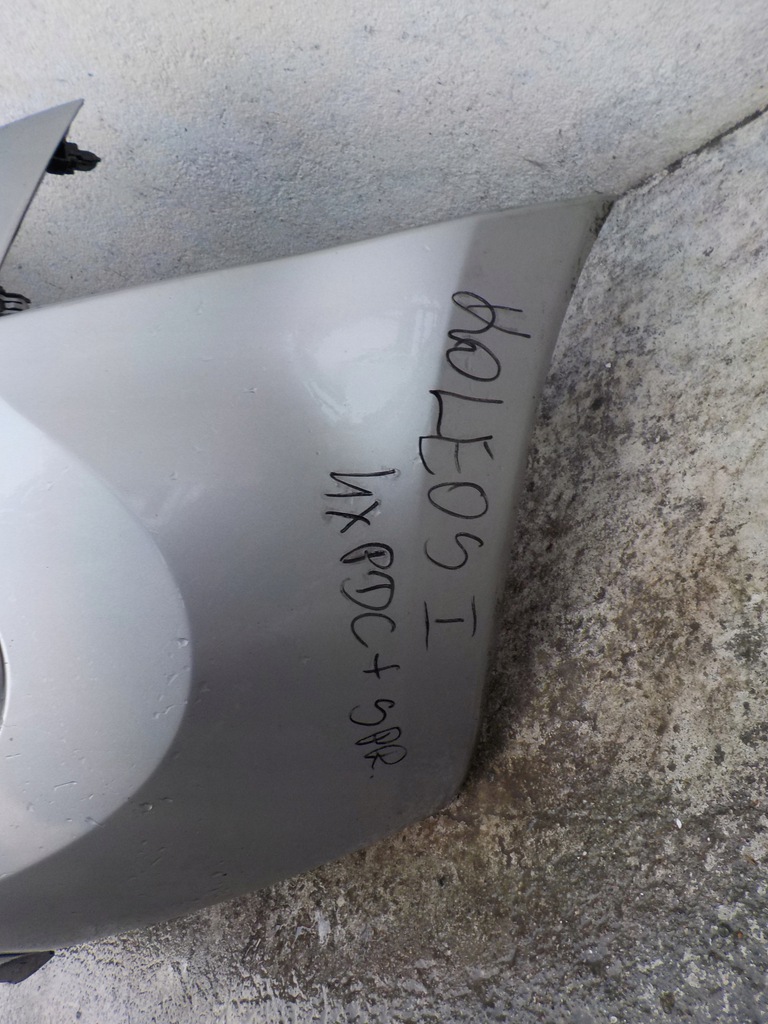 KOLEOS I
4X PDC + SPR.